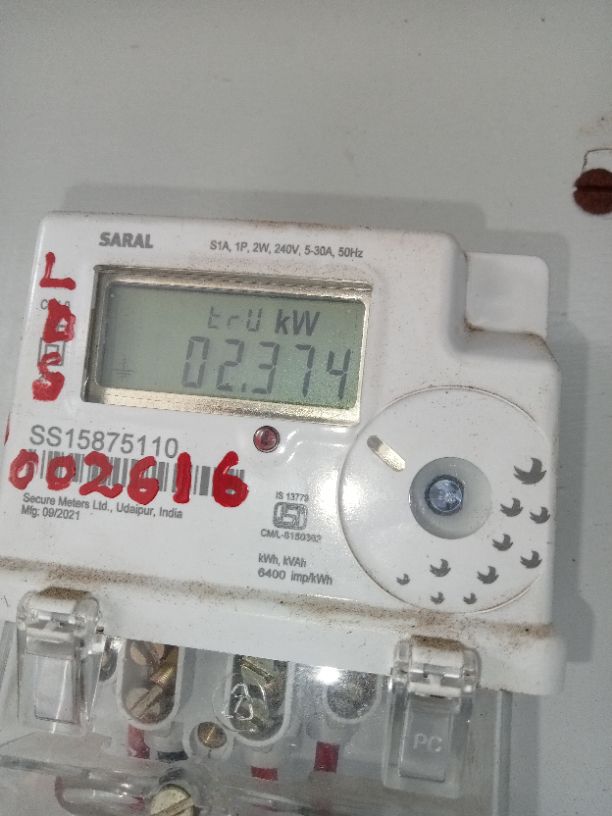 SARAL
S1A, 1P, 2W, 240V, 5-30A, 50Hz
L
D
S
trU kW
02.374
SS15875110
002616
Secure Meters Ltd., Udaipur, India
Mfg: 09/2021
IS 13779
CM/L-8150302
kWh, kVAh
6400 imp/kWh
PC